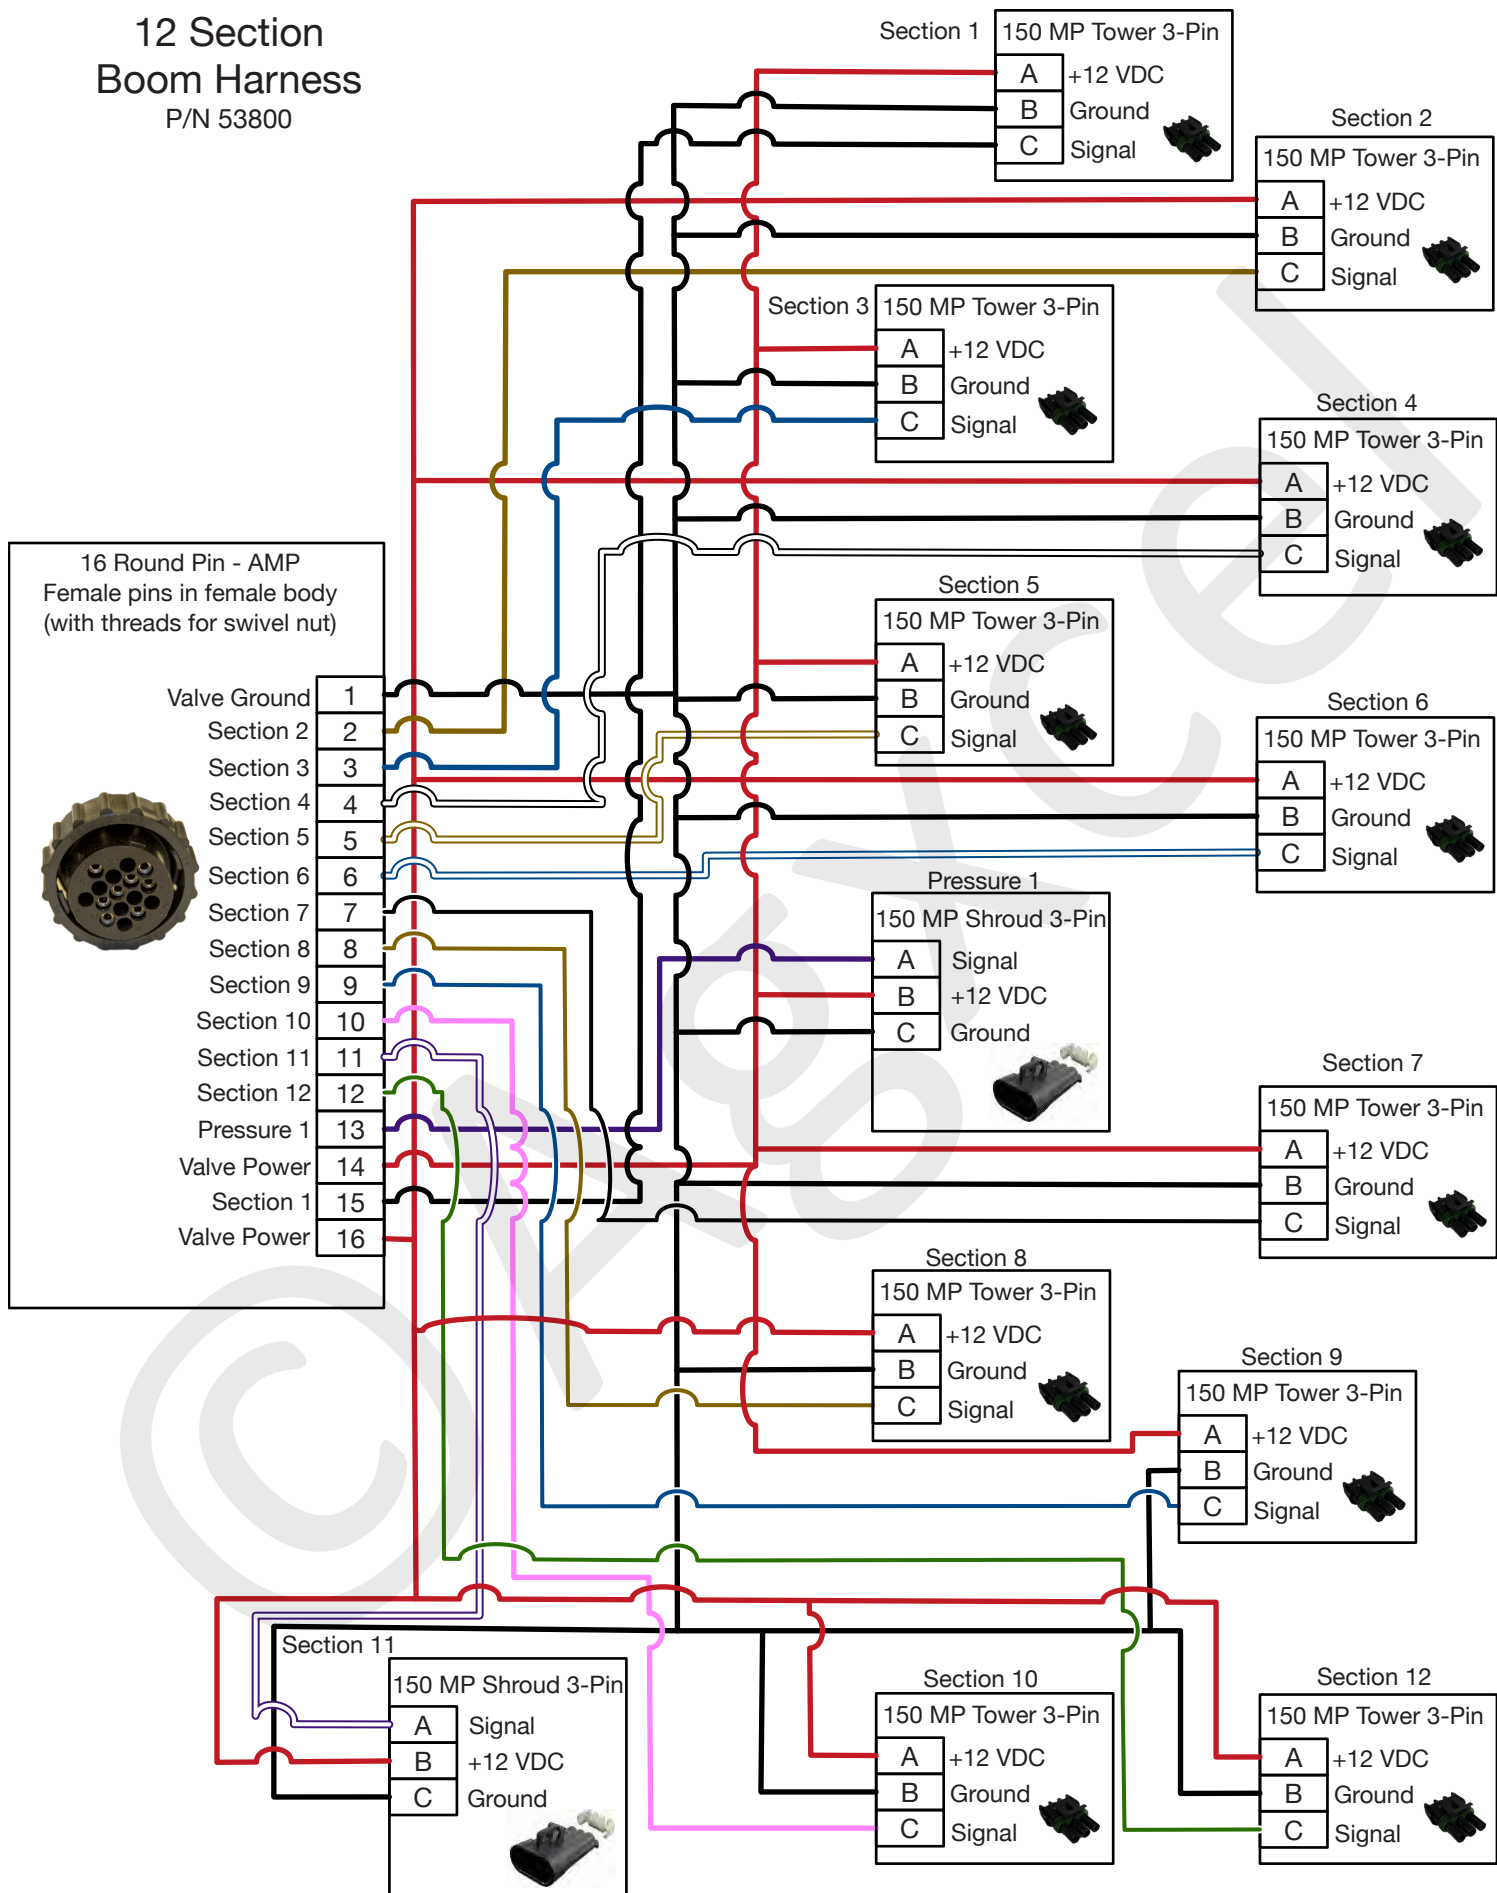 12 Section
Boom Harness
P/N 53800
Section 1
150 MP Tower 3-Pin
A +12 VDC
B Ground
C Signal
Section 2
150 MP Tower 3-Pin
A +12 VDC
B Ground
C Signal
Section 3
150 MP Tower 3-Pin
A +12 VDC
B Ground
C Signal
Section 4
150 MP Tower 3-Pin
A +12 VDC
B Ground
C Signal
16 Round Pin - AMP
Female pins in female body
(with threads for swivel nut)
Valve Ground 1
Section 2 2
Section 3 3
Section 4 4
Section 5 5
Section 6 6
Section 7 7
Section 8 8
Section 9 9
Section 10 10
Section 11 11
Section 12 12
Pressure 1 13
Valve Power 14
Section 1 15
Valve Power 16
Section 5
150 MP Tower 3-Pin
A +12 VDC
B Ground
C Signal
Section 6
150 MP Tower 3-Pin
A +12 VDC
B Ground
C Signal
Pressure 1
150 MP Shroud 3-Pin
A Signal
B +12 VDC
C Ground
Section 7
150 MP Tower 3-Pin
A +12 VDC
B Ground
C Signal
Section 8
150 MP Tower 3-Pin
A +12 VDC
B Ground
C Signal
Section 9
150 MP Tower 3-Pin
A +12 VDC
B Ground
C Signal
Section 11
150 MP Shroud 3-Pin
A Signal
B +12 VDC
C Ground
Section 10
150 MP Tower 3-Pin
A +12 VDC
B Ground
C Signal
Section 12
150 MP Tower 3-Pin
A +12 VDC
B Ground
C Signal
©Agxcel